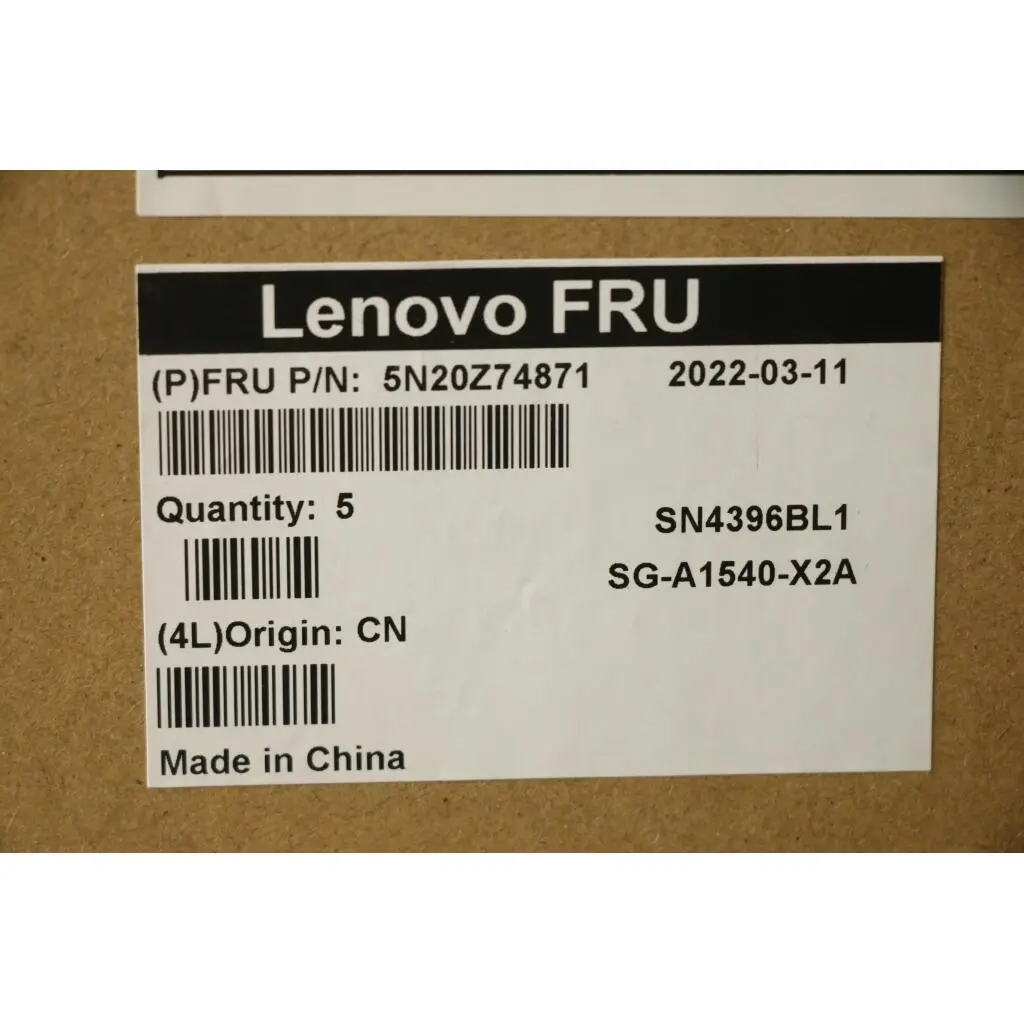 Lenovo FRU
(P)FRU P/N: 5N20Z74871 2022-03-11
Quantity: 5
SN4396BL1
SG-A1540-X2A
(4L)Origin: CN
Made in China